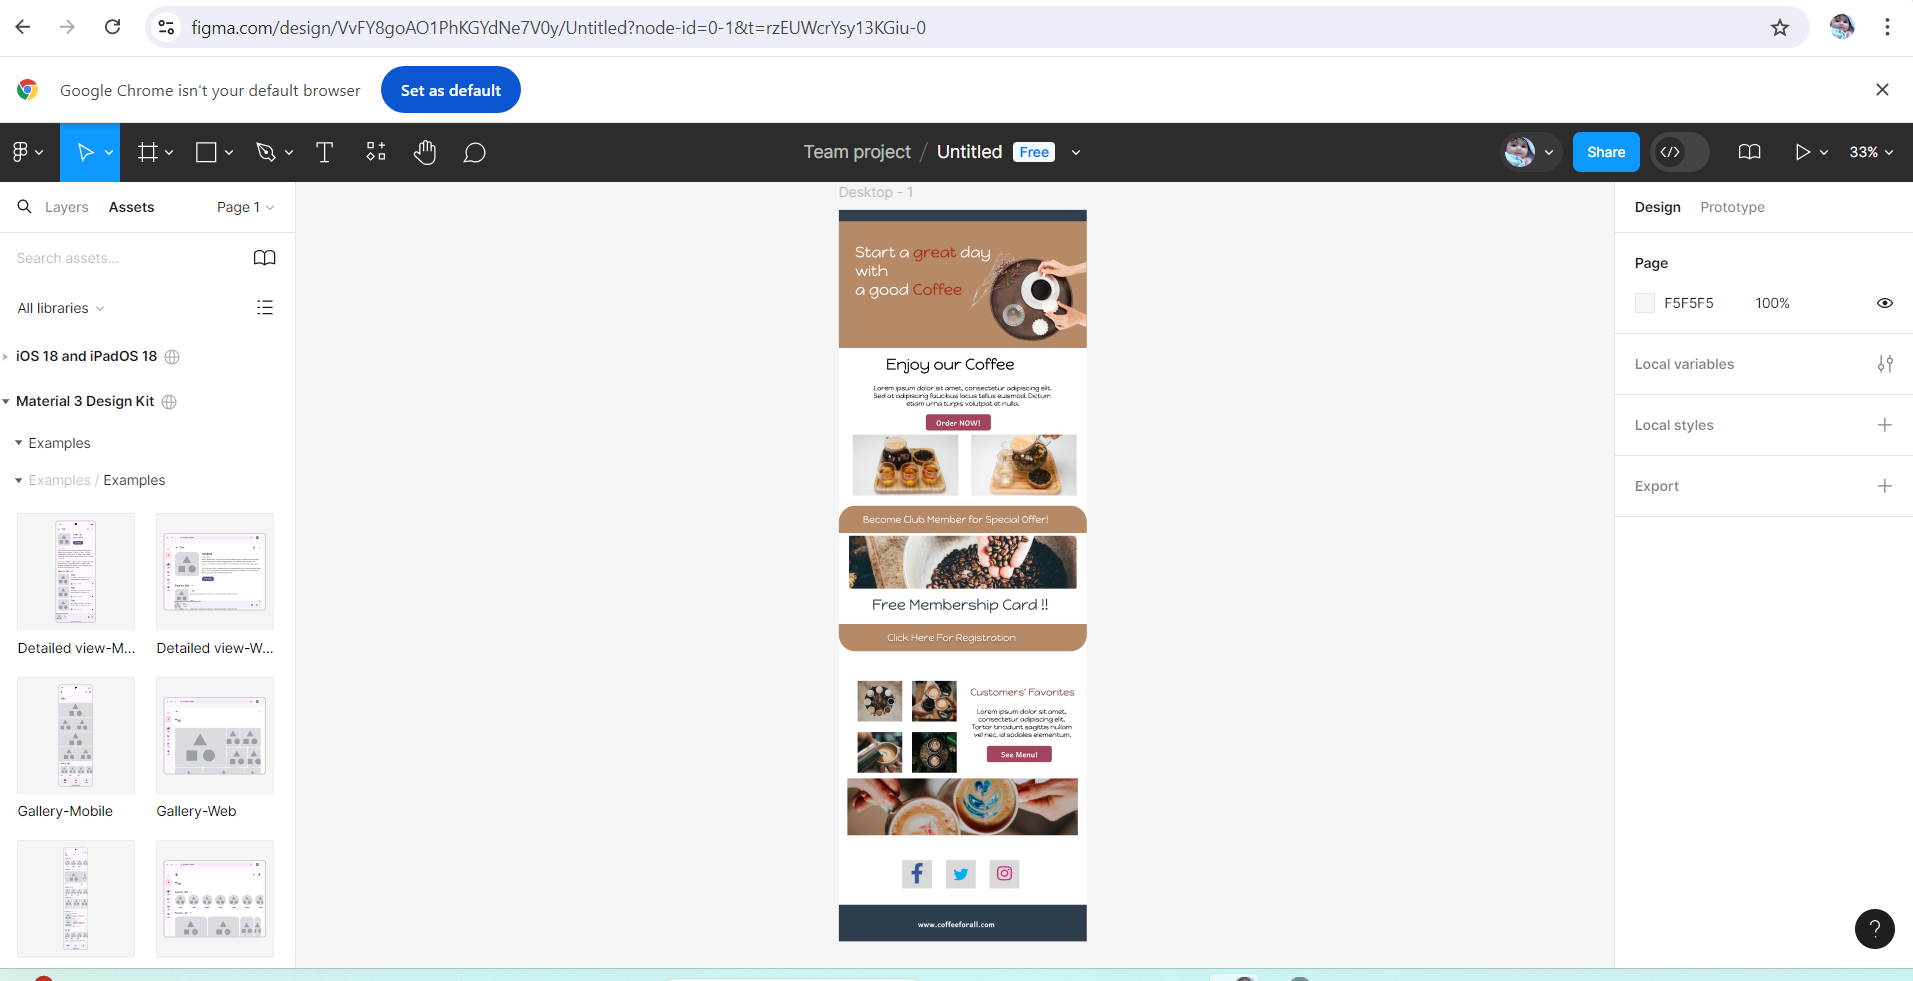 figma.com/design/VvFY8goAO1PhKGYdNe7V0y/Untitled?node-id=0-1&t=rzEUWcrYsy13KGiu-0
Google Chrome isn't your default browser
Set as default
Team project / Untitled Free
Share
33%
Layers Assets Page 1
Search assets...
All libraries
iOS 18 and iPadOS 18
Material 3 Design Kit
Examples
Examples / Examples
Detailed view-M... Detailed view-W...
Gallery-Mobile Gallery-Web
Desktop - 1
Start a great day
with
a good Coffee
Enjoy our Coffee
Lorem ipsum dolor sit amet, consectetur adipiscing elit.
Sed at adipiscing faucibus lacus tellus euismod. Dictum
etiam urna turpis volutpat et nulla.
Order NOW!
Become Club Member for Special Offer!
Free Membership Card !!
Click Here For Registration
Customers' Favorites
Lorem ipsum dolor sit amet,
consectetur adipiscing elit.
Tortor tincidunt sagittis nullam
vel nec, id sodales elementum.
See Menu!
www.coffeeforall.com
Design Prototype
Page
F5F5F5 100%
Local variables
Local styles
Export
?